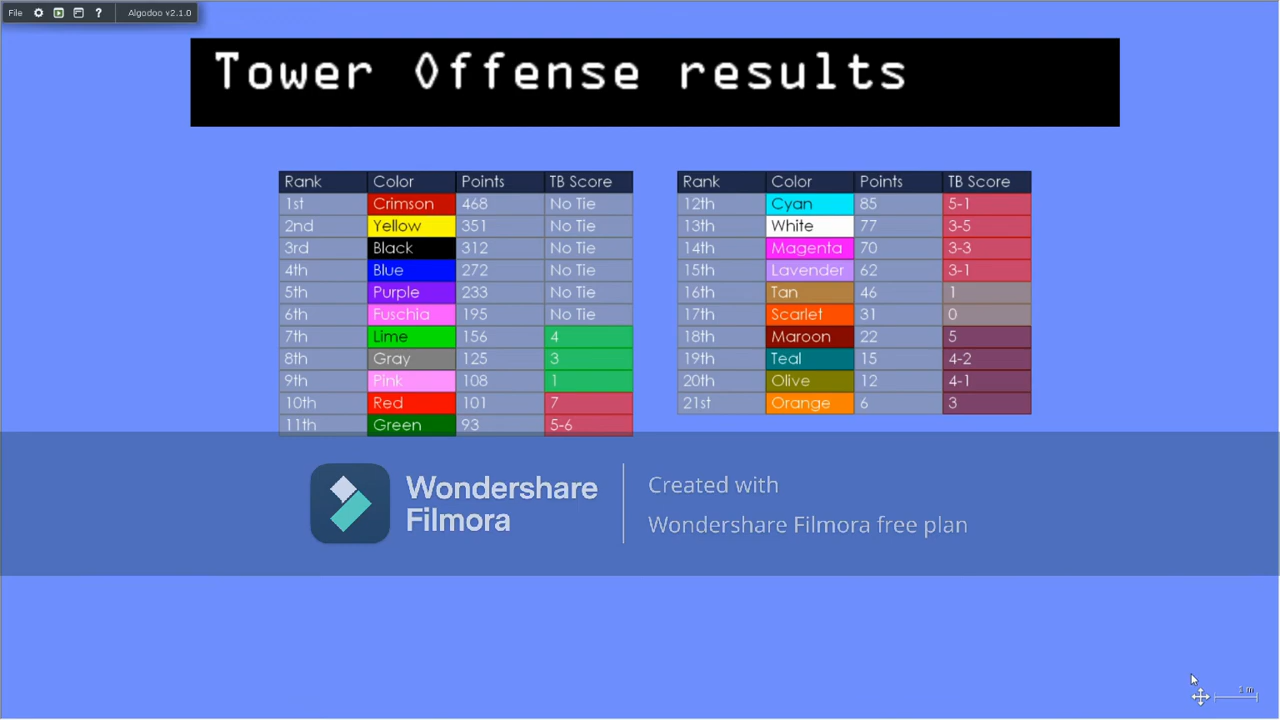 File ? Algodoo v2.1.0
Tower Offense results
Rank Color Points TB Score
1st Crimson 468 No Tie
2nd Yellow 351 No Tie
3rd Black 312 No Tie
4th Blue 272 No Tie
5th Purple 233 No Tie
6th Fuschia 195 No Tie
7th Lime 156 4
8th Gray 125 3
9th Pink 108 1
10th Red 101 7
11th Green 93 5-6
Rank Color Points TB Score
12th Cyan 85 5-1
13th White 77 3-5
14th Magenta 70 3-3
15th Lavender 62 3-1
16th Tan 46 1
17th Scarlet 31 0
18th Maroon 22 5
19th Teal 15 4-2
20th Olive 12 4-1
21st Orange 6 3
Wondershare
Filmora
Created with
Wondershare Filmora free plan
1 m